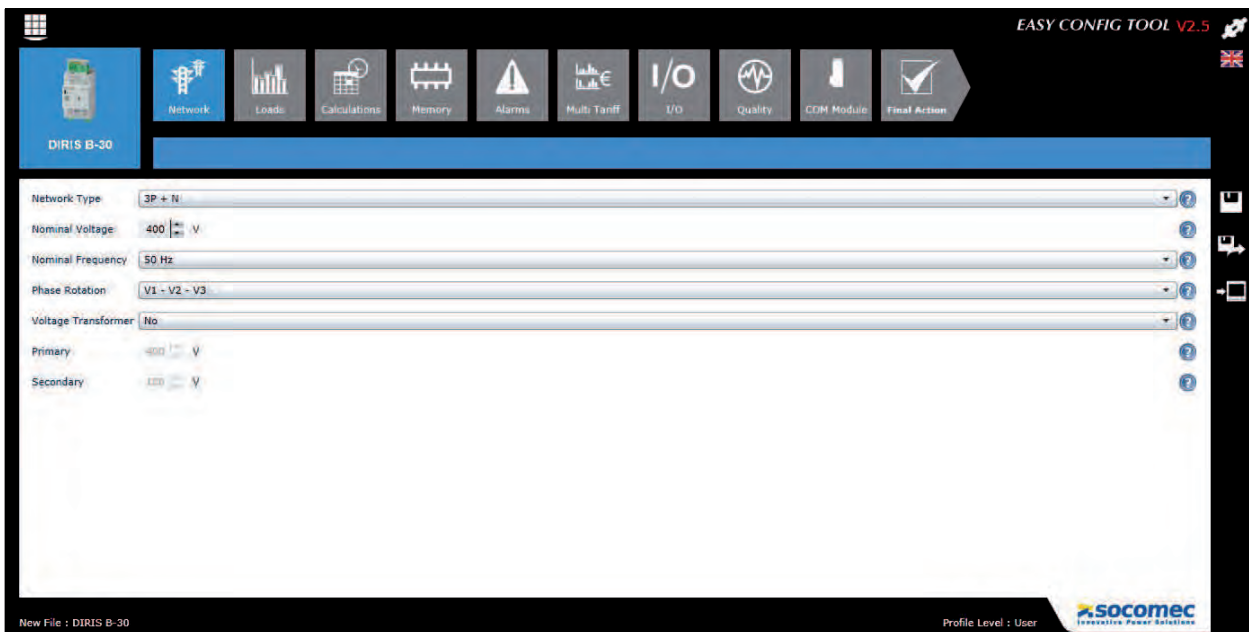 EASY CONFIG TOOL V2.5
Network
Loads
Calculations
Memory
Alarms
Multi Tariff
I/O
I/O
Quality
COM Module
Final Action
DIRIS B-30
Network Type 3P + N
Nominal Voltage 400 V
Nominal Frequency 50 Hz
Phase Rotation V1 - V2 - V3
Voltage Transformer No
Primary 400 V
Secondary V
socomec
Innovative Power Solutions
New File : DIRIS B-30
Profile Level : User